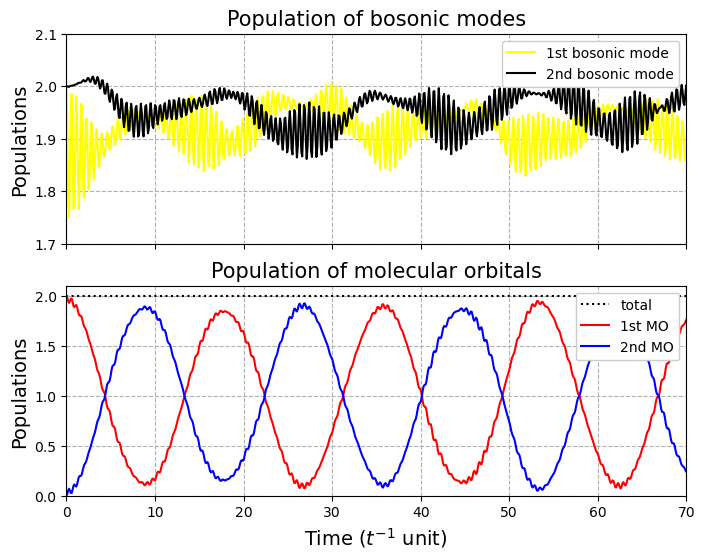 Population of bosonic modes
2.1
2.0
1.9
1.8
1.7
Populations
1st bosonic mode
2nd bosonic mode
Population of molecular orbitals
2.0
1.5
1.0
0.5
0.0
Populations
total
1st MO
2nd MO
0 10 20 30 40 50 60 70
Time (t⁻¹ unit)